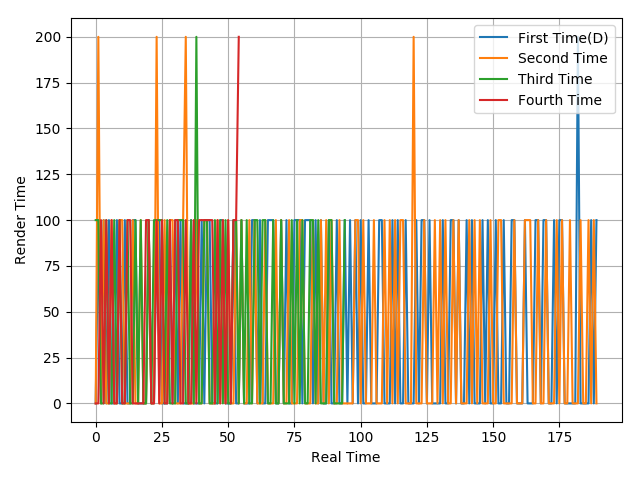 200
175
150
125
100
75
50
25
0
Render Time
First Time(D)
Second Time
Third Time
Fourth Time
0 25 50 75 100 125 150 175
Real Time